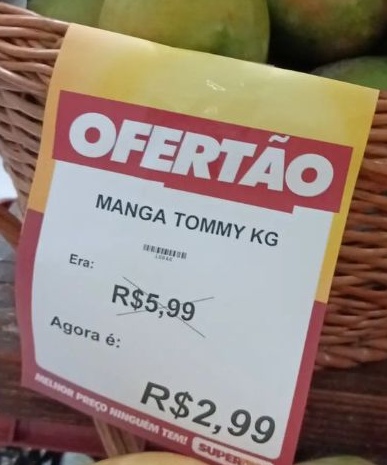 OFERTÃO
MANGA TOMMY KG
Era:
R$5,99
Agora é:
R$2,99
MELHOR PREÇO NINGUÉM TEM!
SUPER